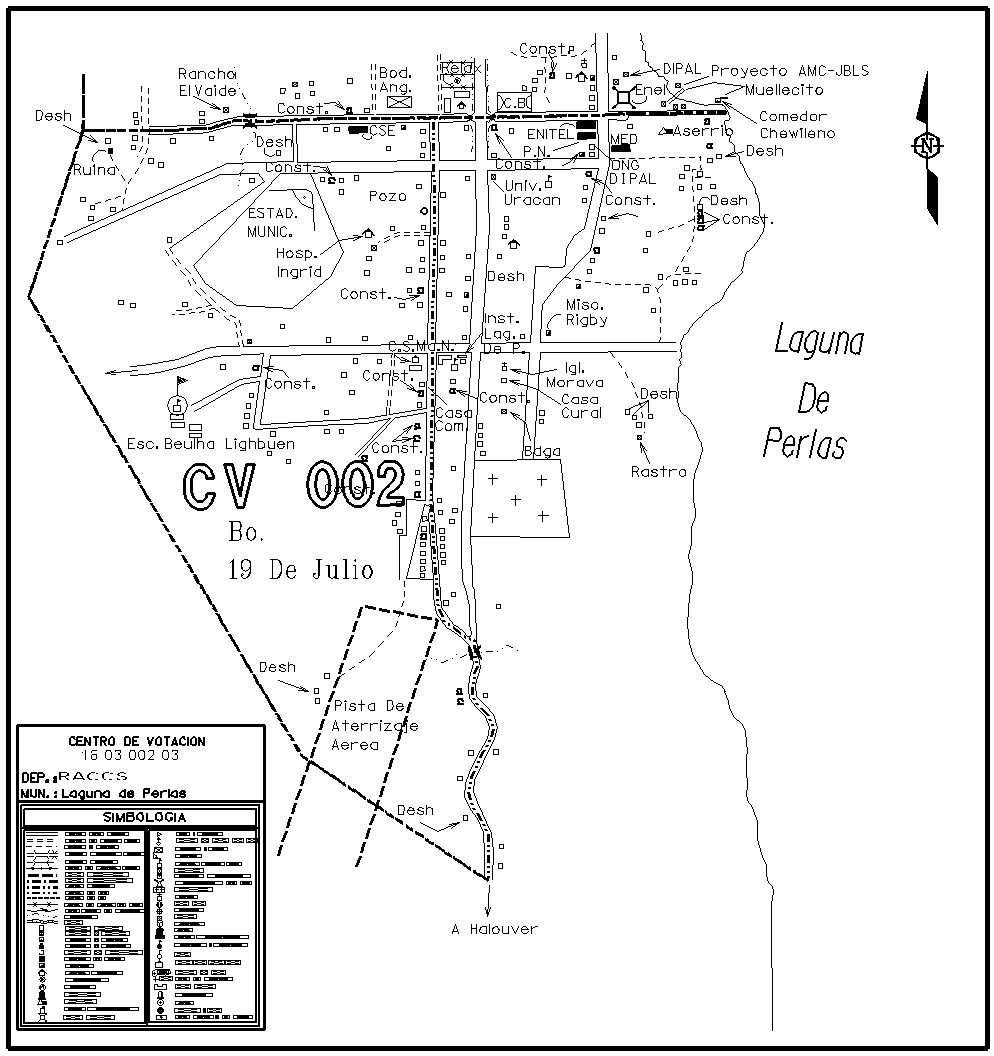 Const.
Relax
Rancho
El Vaide
Bod.
Ang.
DIPAL
Proyecto AMC-JBLS
Muellecito
Enel
C.B.
Const.
Desh
CSE
ENITEL
MED
Aserrio
Comedor
Chewileno
N
Desh
P.N.
Const.
ONG
DIPAL
Desh
Ruina
Const.
Pozo
Univ.
Uracan
Const.
Desh
Const.
ESTAD.
MUNIC.
Hosp.
Ingrid
Desh
Const.
Misc.
Rigby
Inst.
Lag.
De P.
C.S.M.
Laguna
De
Perlas
Const.
Const.
Igl.
Morava
Casa
Cural
Const.
Casa
Com.
Desh
Esc. Beulha Lighbuen
Const.
Baga
Rastro
CV 002
Const.
Bo.
19 De Julio
Desh
Pista De
Aterrizaje
Aerea
Desh
A Halouver
CENTRO DE VOTACION
16 03 002 03
DEP.: RACCS
MUN.: Laguna de Perlas
SIMBOLOGIA